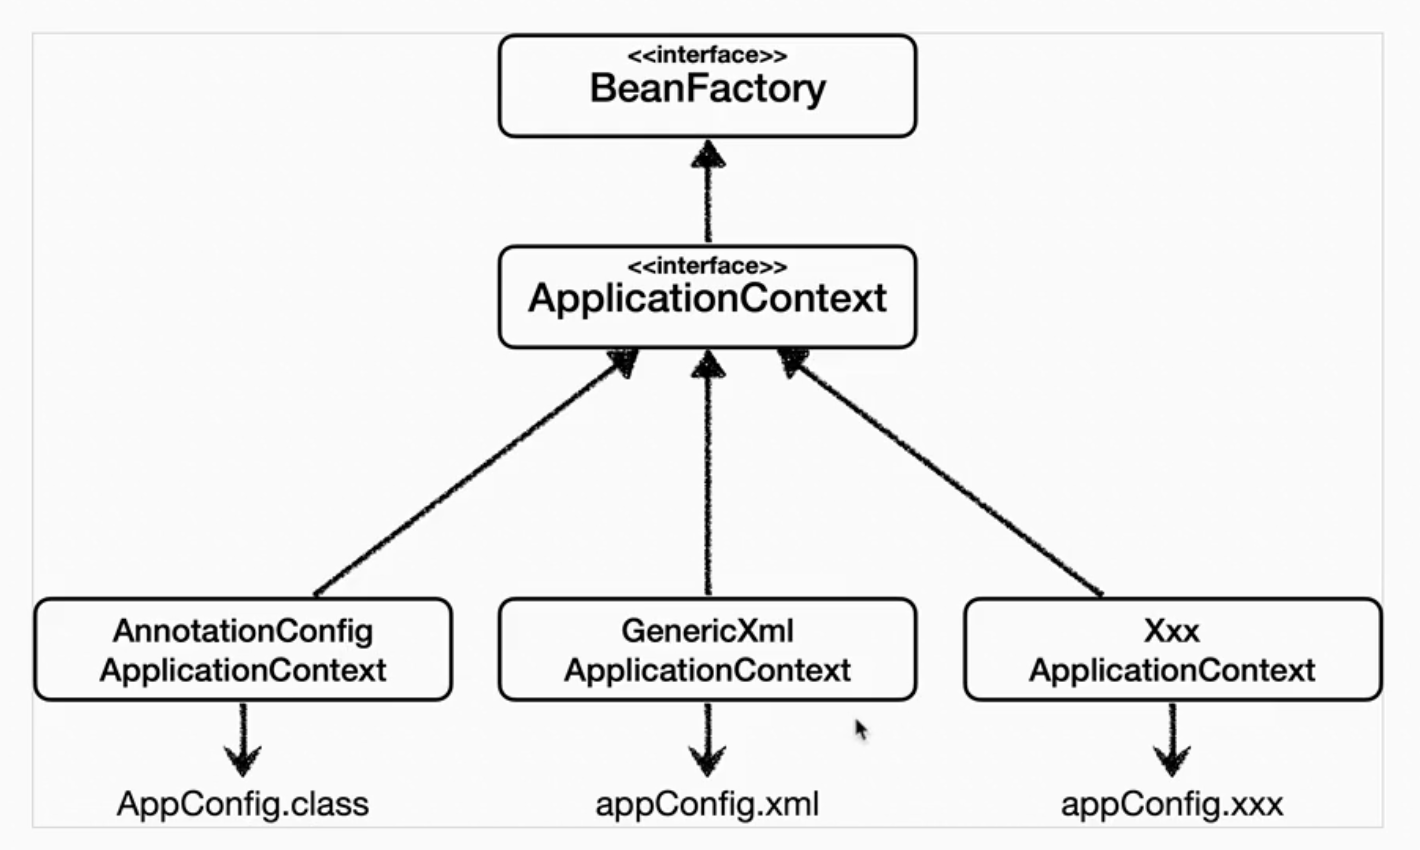 <<interface>>
BeanFactory
<<interface>>
ApplicationContext
AnnotationConfig
ApplicationContext
GenericXml
ApplicationContext
Xxx
ApplicationContext
AppConfig.class
appConfig.xml
appConfig.xxx